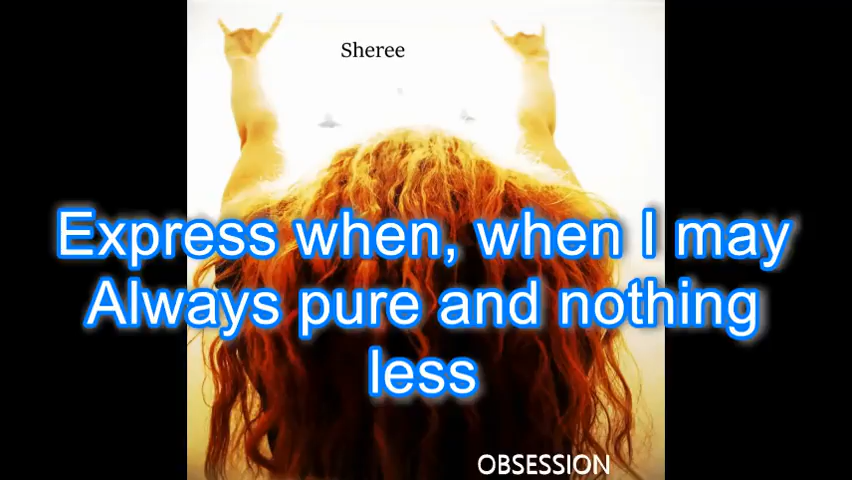 Sheree
Express when, when I may
Always pure and nothing
less
OBSESSION